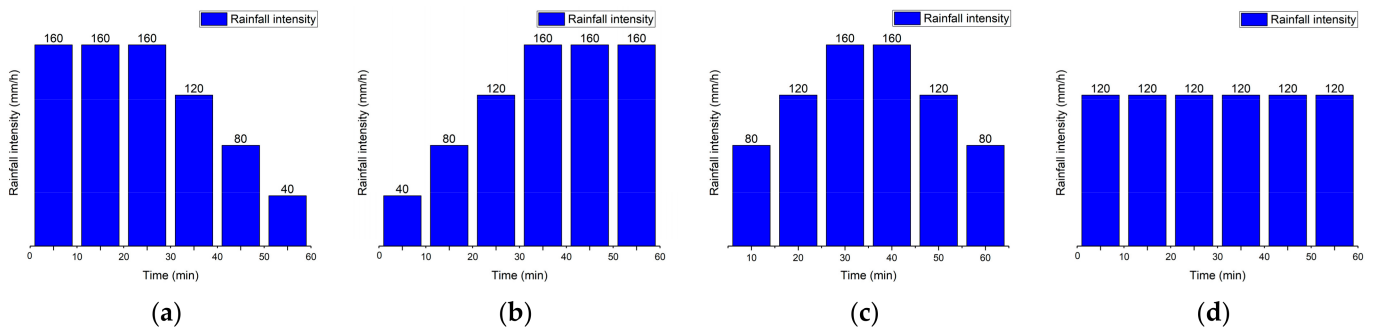 Rainfall intensity
160 160 160
120
80
40
Rainfall intensity (mm/h)
0 10 20 30 40 50 60
Time (min)
(a)
Rainfall intensity
160 160 160
120
80
40
Rainfall intensity (mm/h)
0 10 20 30 40 50 60
Time (min)
(b)
Rainfall intensity
160 160
120 120
80 80
Rainfall intensity (mm/h)
10 20 30 40 50 60
Time (min)
(c)
Rainfall intensity
120 120 120 120 120 120
Rainfall intensity (mm/h)
0 10 20 30 40 50 60
Time (min)
(d)